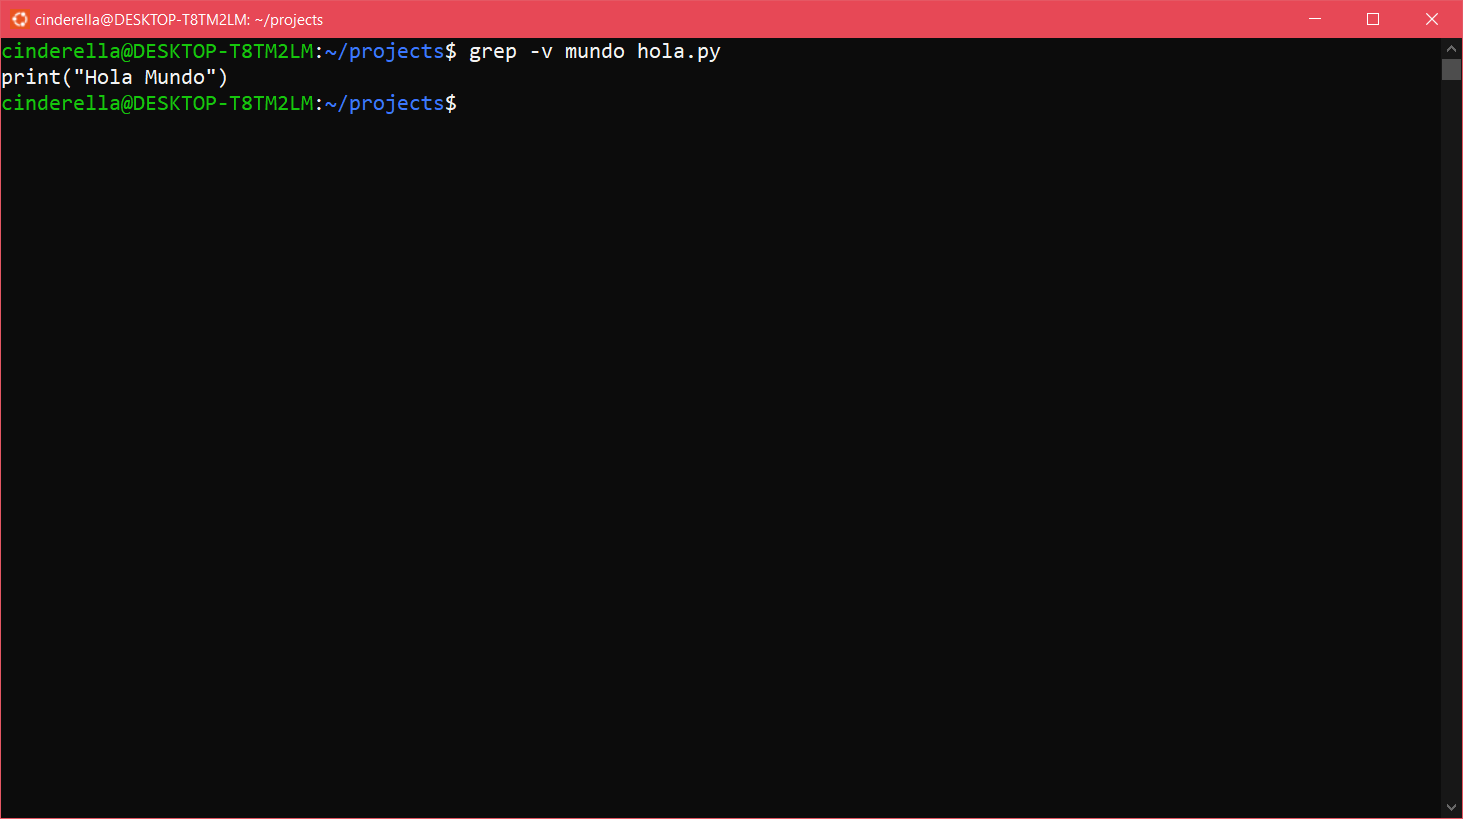 cinderella@DESKTOP-T8TM2LM: ~/projects
cinderella@DESKTOP-T8TM2LM:~/projects$ grep -v mundo hola.py
print("Hola Mundo")
cinderella@DESKTOP-T8TM2LM:~/projects$